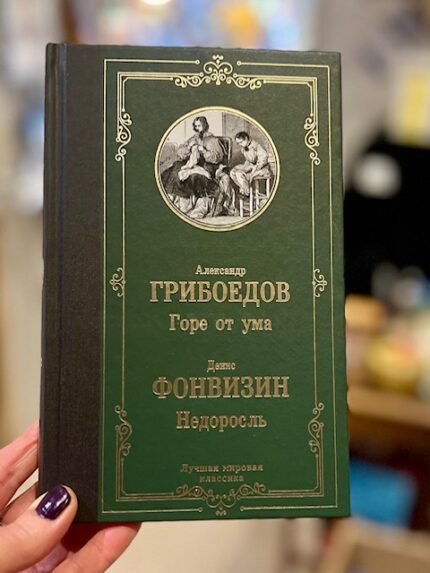 Александр
ГРИБОЕДОВ
Горе от ума
Денис
ФОНВИЗИН
Недоросль
Лучшая мировая
классика